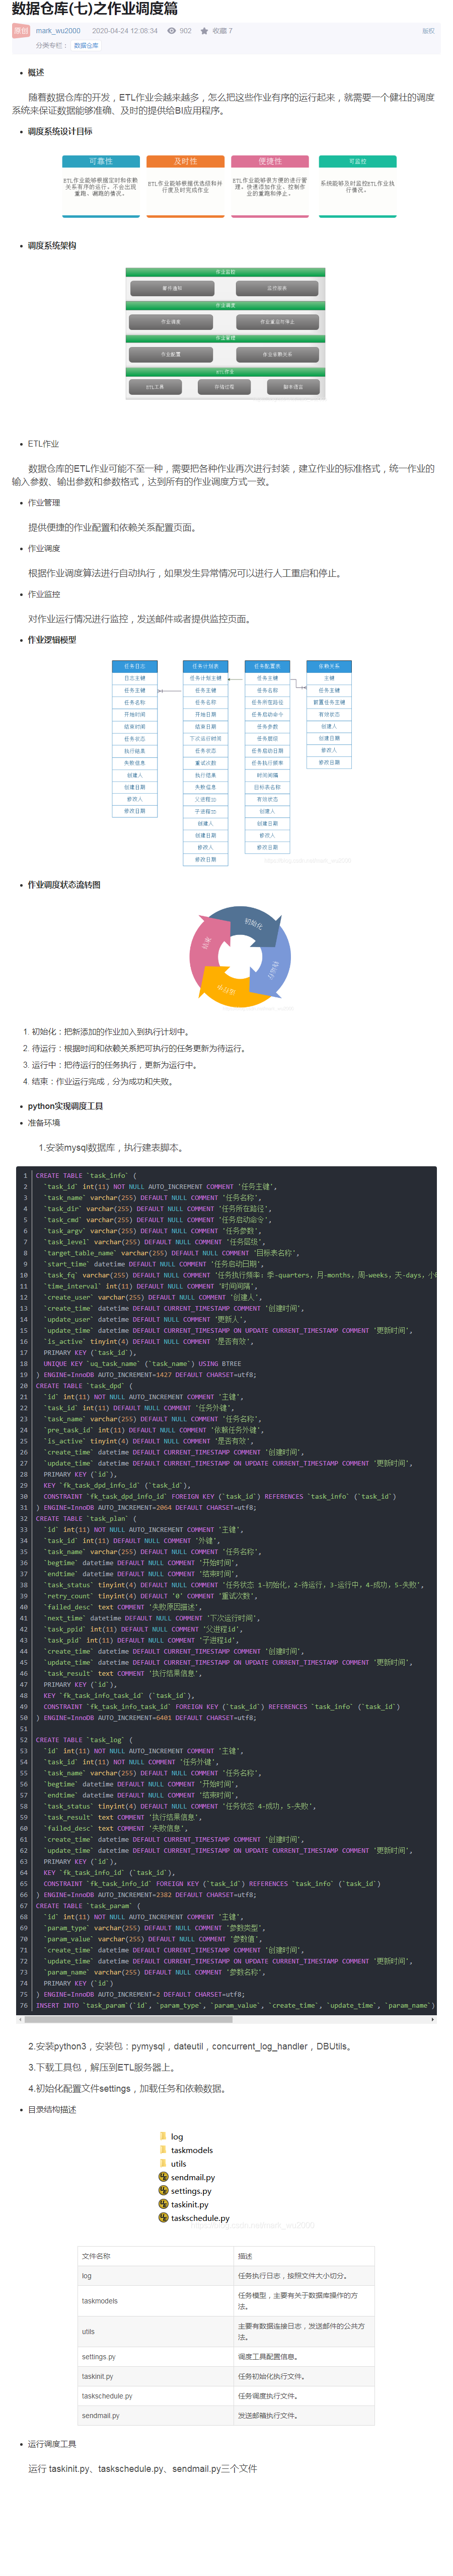 数据仓库(七)之作业调度篇
原创 mark_wu2000 2020-04-24 12:08:34 902 收藏 7 版权
分类专栏： 数据仓库
概述
随着数据仓库的开发，ETL作业会越来越多，怎么把这些作业有序的运行起来，就需要一个健壮的调度
系统来保证数据能够准确、及时的提供给BI应用程序。
调度系统设计目标
可靠性 及时性 便捷性 可监控
ETL作业能够根据定时和依赖
关系有序的运行，不会出现
重跑、漏跑的情况。
ETL作业能够根据优选级和并
行度及时完成作业
ETL作业能够很方便的进行管
理，快速添加作业、控制作
业的重跑和停止。
系统能够及时监控ETL作业执
行情况。
调度系统架构
作业监控
邮件通知 监控报表
作业调度
作业调度 作业重启与停止
作业管理
作业配置 作业依赖关系
ETL作业
ETL工具 存储过程 脚本语言
ETL作业
数据仓库的ETL作业可能不至一种，需要把各种作业再次进行封装，建立作业的标准格式，统一作业的
输入参数、输出参数和参数格式，达到所有的作业调度方式一致。
作业管理
提供便捷的作业配置和依赖关系配置页面。
作业调度
根据作业调度算法进行自动执行，如果发生异常情况可以进行人工重启和停止。
作业监控
对作业运行情况进行监控，发送邮件或者提供监控页面。
作业逻辑模型
任务日志
日志主键
任务主键
任务名称
开始时间
结束时间
任务状态
执行结果
失败信息
创建人
创建日期
修改人
修改日期
任务计划表
任务计划主键
任务主键
任务名称
开始日期
结束日期
下次运行时间
任务状态
重试次数
执行结果
失败信息
父进程ID
子进程ID
创建人
创建日期
修改人
修改日期
任务配置表
任务主键
任务名称
任务所在路径
任务启动命令
任务参数
任务层级
任务启动日期
任务执行频率
时间间隔
目标表名称
有效状态
创建人
创建日期
修改人
修改日期
依赖关系
主键
任务主键
前置任务主键
有效状态
创建人
创建日期
修改人
修改日期
作业调度状态流转图
初始化
待运行
运行中
结束
1. 初始化：把新添加的作业加入到执行计划中。
2. 待运行：根据时间和依赖关系把可执行的任务更新为待运行。
3. 运行中：把待运行的任务执行，更新为运行中。
4. 结束：作业运行完成，分为成功和失败。
python实现调度工具
准备环境
1.安装mysql数据库，执行建表脚本。
1 CREATE TABLE `task_info` (
2 `task_id` int(11) NOT NULL AUTO_INCREMENT COMMENT '任务主键',
3 `task_name` varchar(255) DEFAULT NULL COMMENT '任务名称',
4 `task_dir` varchar(255) DEFAULT NULL COMMENT '任务所在路径',
5 `task_cmd` varchar(255) DEFAULT NULL COMMENT '任务启动命令',
6 `task_argv` varchar(255) DEFAULT NULL COMMENT '任务参数',
7 `task_level` varchar(255) DEFAULT NULL COMMENT '任务层级',
8 `target_table_name` varchar(255) DEFAULT NULL COMMENT '目标表名称',
9 `start_time` datetime DEFAULT NULL COMMENT '任务启动日期',
10 `task_fq` varchar(255) DEFAULT NULL COMMENT '任务执行频率：季-quarters，月-months，周-weeks，天-days，小
11 `time_interval` int(11) DEFAULT NULL COMMENT '时间间隔',
12 `create_user` varchar(255) DEFAULT NULL COMMENT '创建人',
13 `create_time` datetime DEFAULT CURRENT_TIMESTAMP COMMENT '创建时间',
14 `update_user` datetime DEFAULT NULL COMMENT '更新人',
15 `update_time` datetime DEFAULT CURRENT_TIMESTAMP ON UPDATE CURRENT_TIMESTAMP COMMENT '更新时间',
16 `is_active` tinyint(4) DEFAULT NULL COMMENT '是否有效',
17 PRIMARY KEY (`task_id`),
18 UNIQUE KEY `uq_task_name` (`task_name`) USING BTREE
19 ) ENGINE=InnoDB AUTO_INCREMENT=1427 DEFAULT CHARSET=utf8;
20 CREATE TABLE `task_dpd` (
21 `id` int(11) NOT NULL AUTO_INCREMENT COMMENT '主键',
22 `task_id` int(11) DEFAULT NULL COMMENT '任务外键',
23 `task_name` varchar(255) DEFAULT NULL COMMENT '任务名称',
24 `pre_task_id` int(11) DEFAULT NULL COMMENT '依赖任务外键',
25 `is_active` tinyint(4) DEFAULT NULL COMMENT '是否有效',
26 `create_time` datetime DEFAULT CURRENT_TIMESTAMP COMMENT '创建时间',
27 `update_time` datetime DEFAULT CURRENT_TIMESTAMP ON UPDATE CURRENT_TIMESTAMP COMMENT '更新时间',
28 PRIMARY KEY (`id`),
29 KEY `fk_task_dpd_info_id` (`task_id`),
30 CONSTRAINT `fk_task_dpd_info_id` FOREIGN KEY (`task_id`) REFERENCES `task_info` (`task_id`)
31 ) ENGINE=InnoDB AUTO_INCREMENT=2064 DEFAULT CHARSET=utf8;
32 CREATE TABLE `task_plan` (
33 `id` int(11) NOT NULL AUTO_INCREMENT COMMENT '主键',
34 `task_id` int(11) DEFAULT NULL COMMENT '外键',
35 `task_name` varchar(255) DEFAULT NULL COMMENT '任务名称',
36 `begtime` datetime DEFAULT NULL COMMENT '开始时间',
37 `endtime` datetime DEFAULT NULL COMMENT '结束时间',
38 `task_status` tinyint(4) DEFAULT NULL COMMENT '任务状态 1-初始化，2-待运行，3-运行中，4-成功，5-失败',
39 `retry_count` tinyint(4) DEFAULT '0' COMMENT '重试次数',
40 `failed_desc` text COMMENT '失败原因描述',
41 `next_time` datetime DEFAULT NULL COMMENT '下次运行时间',
42 `task_ppid` int(11) DEFAULT NULL COMMENT '父进程id',
43 `task_pid` int(11) DEFAULT NULL COMMENT '子进程id',
44 `create_time` datetime DEFAULT CURRENT_TIMESTAMP COMMENT '创建时间',
45 `update_time` datetime DEFAULT CURRENT_TIMESTAMP ON UPDATE CURRENT_TIMESTAMP COMMENT '更新时间',
46 `task_result` text COMMENT '执行结果信息',
47 PRIMARY KEY (`id`),
48 KEY `fk_task_info_task_id` (`task_id`),
49 CONSTRAINT `fk_task_info_task_id` FOREIGN KEY (`task_id`) REFERENCES `task_info` (`task_id`)
50 ) ENGINE=InnoDB AUTO_INCREMENT=6401 DEFAULT CHARSET=utf8;
51
52 CREATE TABLE `task_log` (
53 `id` int(11) NOT NULL AUTO_INCREMENT COMMENT '主键',
54 `task_id` int(11) NOT NULL COMMENT '任务外键',
55 `task_name` varchar(255) DEFAULT NULL COMMENT '任务名称',
56 `begtime` datetime DEFAULT NULL COMMENT '开始时间',
57 `endtime` datetime DEFAULT NULL COMMENT '结束时间',
58 `task_status` tinyint(4) DEFAULT NULL COMMENT '任务状态 4-成功，5-失败',
59 `task_result` text COMMENT '执行结果信息',
60 `failed_desc` text COMMENT '失败信息',
61 `create_time` datetime DEFAULT CURRENT_TIMESTAMP COMMENT '创建时间',
62 `update_time` datetime DEFAULT CURRENT_TIMESTAMP ON UPDATE CURRENT_TIMESTAMP COMMENT '更新时间',
63 PRIMARY KEY (`id`),
64 KEY `fk_task_info_id` (`task_id`),
65 CONSTRAINT `fk_task_info_id` FOREIGN KEY (`task_id`) REFERENCES `task_info` (`task_id`)
66 ) ENGINE=InnoDB AUTO_INCREMENT=2382 DEFAULT CHARSET=utf8;
67 CREATE TABLE `task_param` (
68 `id` int(11) NOT NULL AUTO_INCREMENT COMMENT '主键',
69 `param_type` varchar(255) DEFAULT NULL COMMENT '参数类型',
70 `param_value` varchar(255) DEFAULT NULL COMMENT '参数值',
71 `create_time` datetime DEFAULT CURRENT_TIMESTAMP COMMENT '创建时间',
72 `update_time` datetime DEFAULT CURRENT_TIMESTAMP ON UPDATE CURRENT_TIMESTAMP COMMENT '更新时间',
73 `param_name` varchar(255) DEFAULT NULL COMMENT '参数名称',
74 PRIMARY KEY (`id`)
75 ) ENGINE=InnoDB AUTO_INCREMENT=2 DEFAULT CHARSET=utf8;
76 INSERT INTO `task_param`(`id`, `param_type`, `param_value`, `create_time`, `update_time`, `param_name`)
2.安装python3，安装包：pymysql，dateutil，concurrent_log_handler，DBUtils。
3.下载工具包，解压到ETL服务器上。
4.初始化配置文件settings，加载任务和依赖数据。
目录结构描述
log
taskmodels
utils
sendmail.py
settings.py
taskinit.py
taskschedule.py
文件名称 描述
log 任务执行日志，按照文件大小切分。
taskmodels 任务模型，主要有关于数据库操作的方
法。
utils 主要有数据连接日志，发送邮件的公共方
法。
settings.py 调度工具配置信息。
taskinit.py 任务初始化执行文件。
taskschedule.py 任务调度执行文件。
sendmail.py 发送邮箱执行文件。
运行调度工具
运行 taskinit.py、taskschedule.py、sendmail.py三个文件